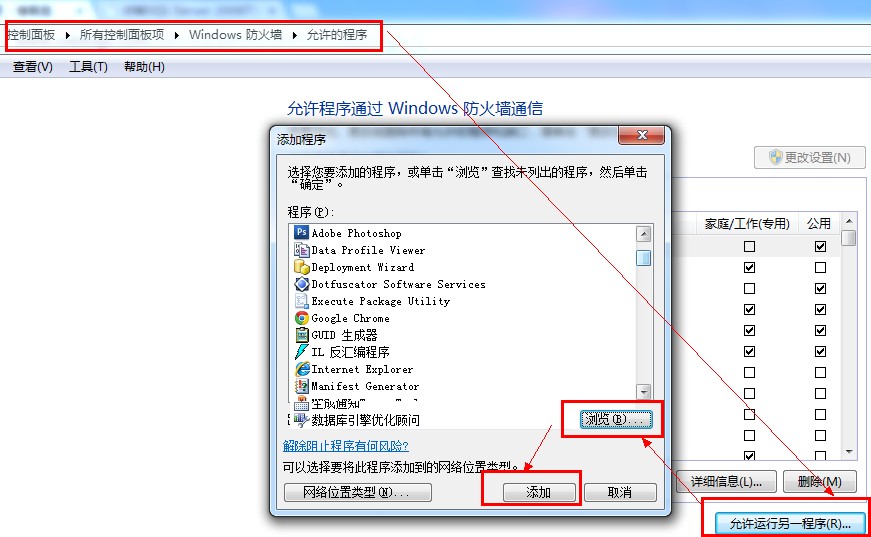 控制面板 ▶ 所有控制面板项 ▶ Windows 防火墙 ▶ 允许的程序
查看(V) 工具(T) 帮助(H)
允许程序通过 Windows 防火墙通信
更改设置(N)
家庭/工作(专用) 公用
添加程序
选择您要添加的程序，或单击“浏览”查找未列出的程序，然后单击
“确定”。
程序(P):
Adobe Photoshop
Data Profile Viewer
Deployment Wizard
Dotfuscator Software Services
Execute Package Utility
Google Chrome
GUID 生成器
IL 反汇编程序
Internet Explorer
Manifest Generator
生成通知
数据库引擎优化顾问
浏览(B)...
解除阻止程序有何风险?
可以选择要将此程序添加到的网络位置类型。
网络位置类型(N)... 添加 取消
详细信息(L)... 删除(M)
允许运行另一程序(R)...